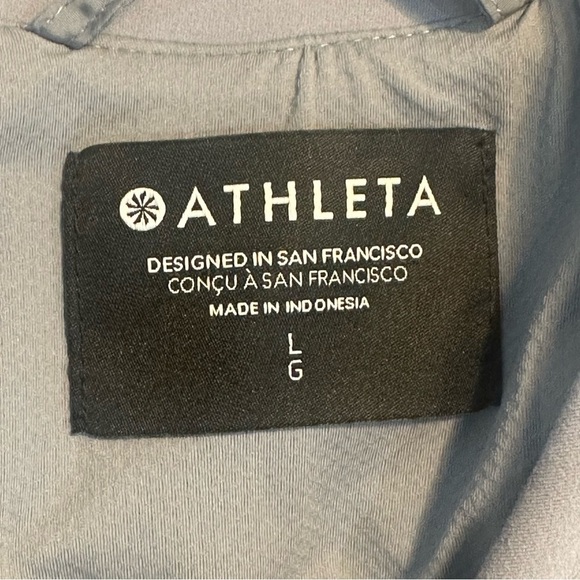 ATHLETA
DESIGNED IN SAN FRANCISCO
CONÇU À SAN FRANCISCO
MADE IN INDONESIA
L
G